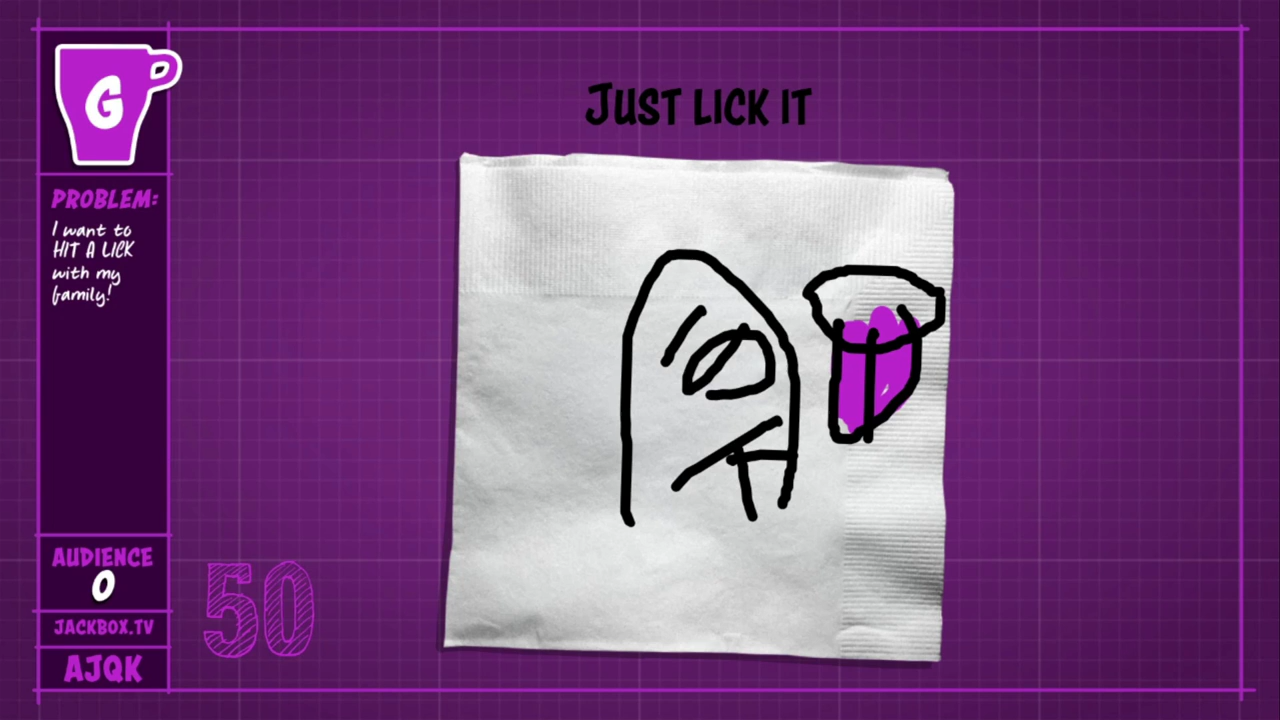 G
JUST LICK IT
PROBLEM:
I want to
HIT A LICK
with my
family!
AUDIENCE
0
JACKBOX.TV
AJQK
50